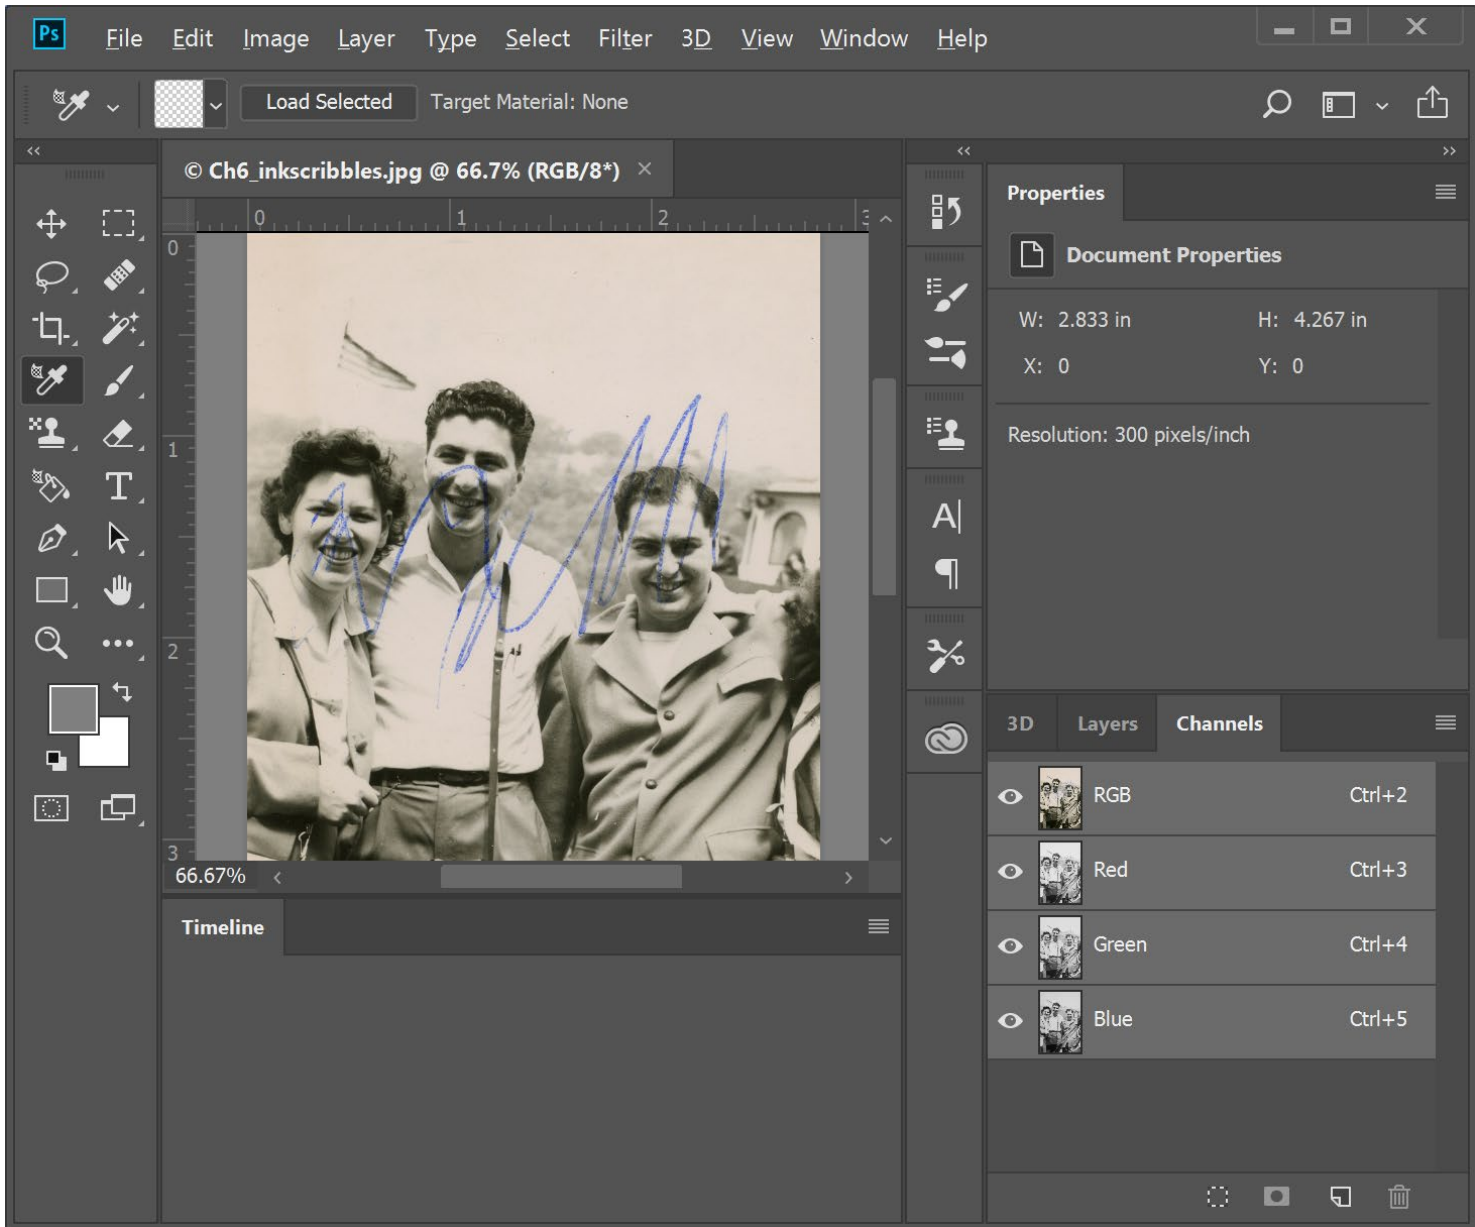 Ps File Edit Image Layer Type Select Filter 3D View Window Help
Load Selected Target Material: None
© Ch6_inkscribbles.jpg @ 66.7% (RGB/8*) ×
0 1 2 3
0
1
2
3
66.67%
Timeline
A
Properties
Document Properties
W: 2.833 in H: 4.267 in
X: 0 Y: 0
Resolution: 300 pixels/inch
3D Layers Channels
RGB Ctrl+2
Red Ctrl+3
Green Ctrl+4
Blue Ctrl+5